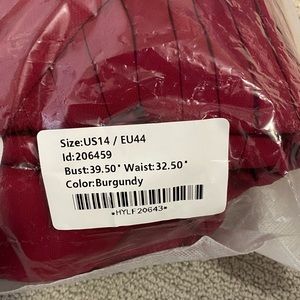 Size:US14 / EU44
Id:206459
Bust:39.50" Waist:32.50"
Color:Burgundy
*HYLF20643*